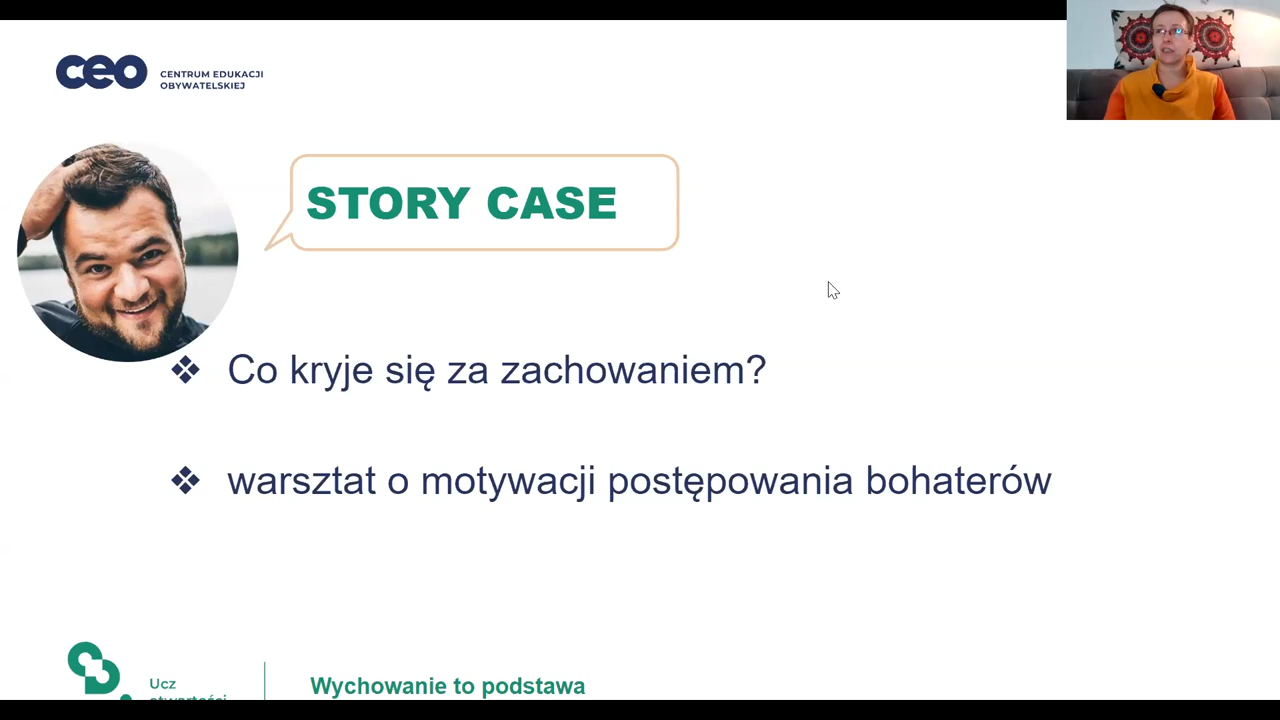 ceo
CENTRUM EDUKACJI
OBYWATELSKIEJ
STORY CASE
Co kryje się za zachowaniem?
warsztat o motywacji postępowania bohaterów
Ucz
otwartości
Wychowanie to podstawa